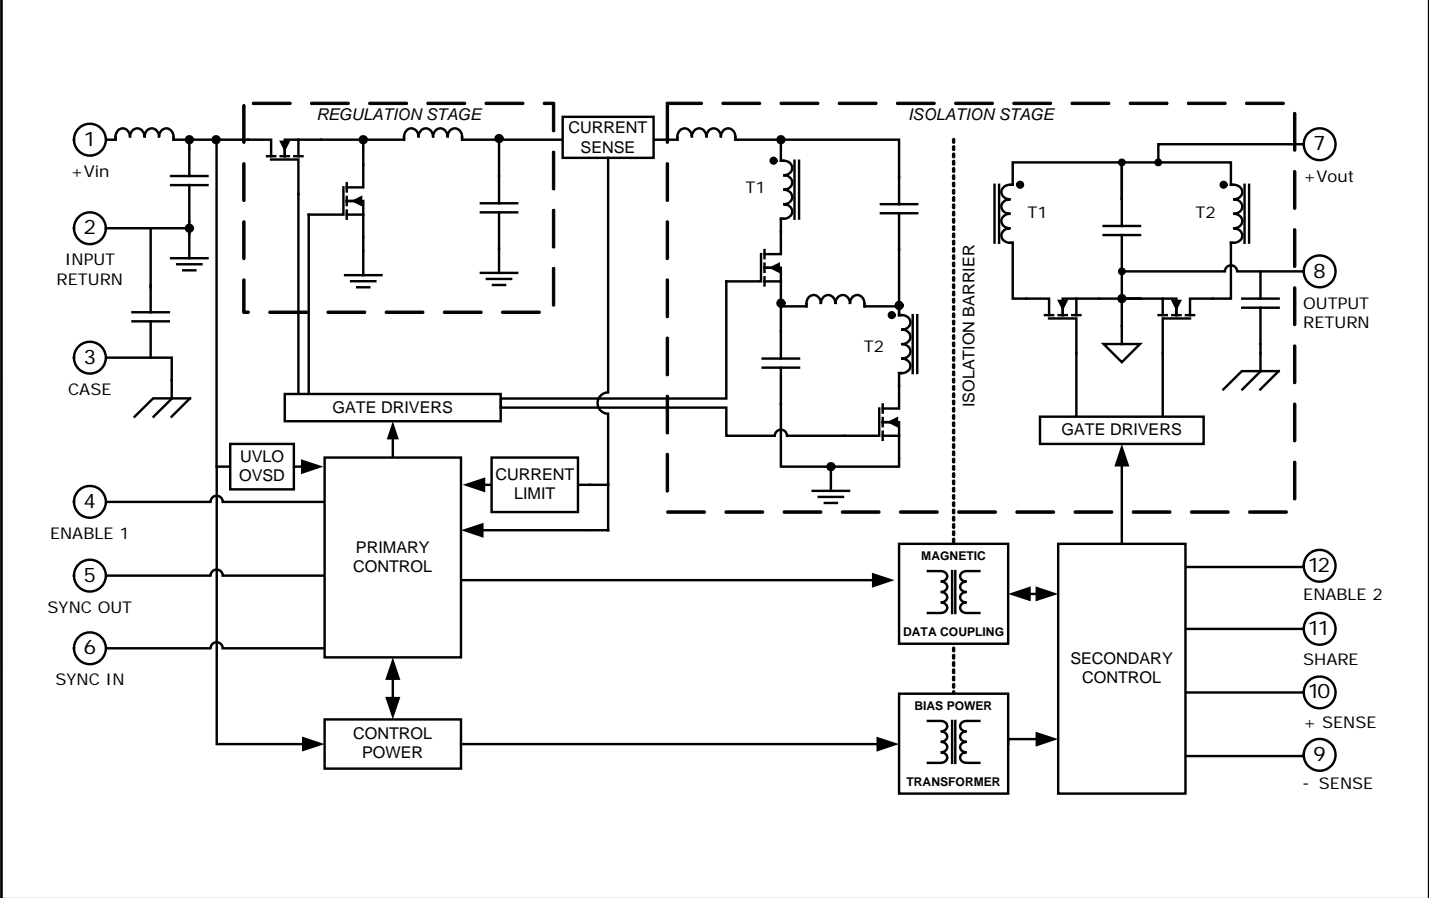 REGULATION STAGE
ISOLATION STAGE
1
+Vin
CURRENT
SENSE
7
+Vout
T1
T1
T2
2
INPUT
RETURN
ISOLATION BARRIER
8
OUTPUT
RETURN
3
CASE
T2
GATE DRIVERS
GATE DRIVERS
UVLO
OVSD
CURRENT
LIMIT
4
ENABLE 1
PRIMARY
CONTROL
5
SYNC OUT
6
SYNC IN
MAGNETIC
DATA COUPLING
12
ENABLE 2
11
SHARE
SECONDARY
CONTROL
10
+ SENSE
9
- SENSE
CONTROL
POWER
BIAS POWER
TRANSFORMER